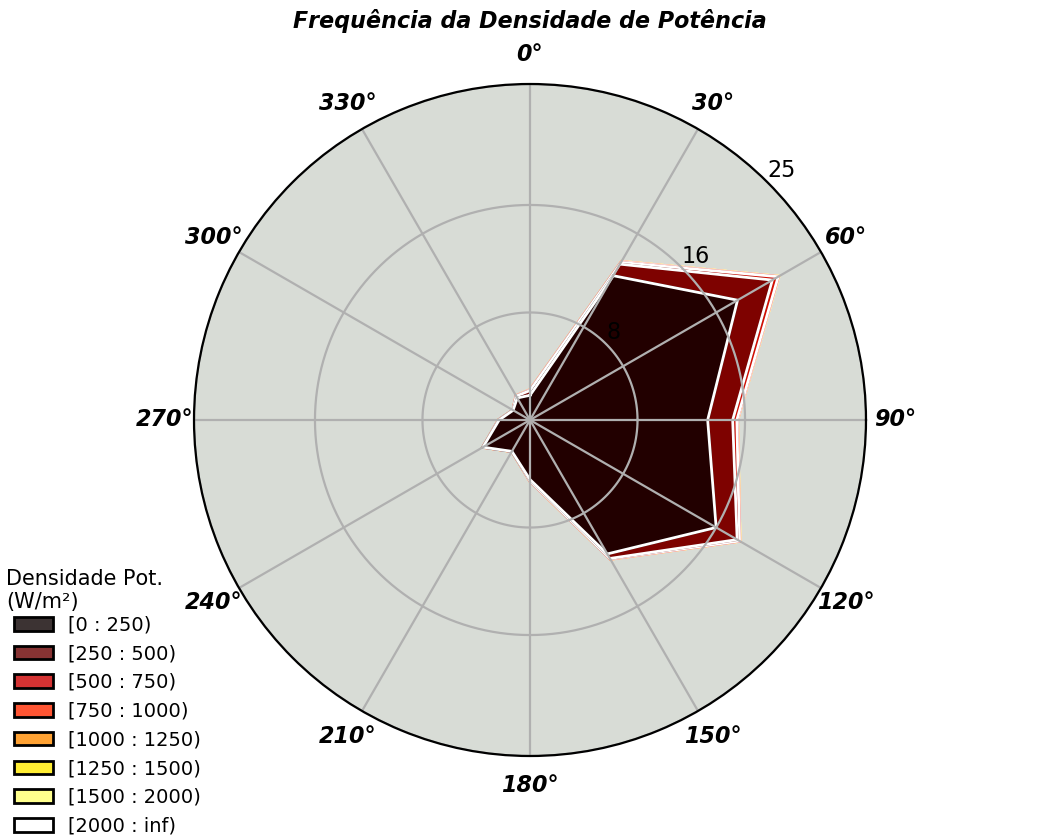 Frequência da Densidade de Potência
0°
330°
30°
25
300°
60°
16
8
270°
90°
240°
120°
210°
150°
180°
Densidade Pot.
(W/m²)
[0 : 250)
[250 : 500)
[500 : 750)
[750 : 1000)
[1000 : 1250)
[1250 : 1500)
[1500 : 2000)
[2000 : inf)